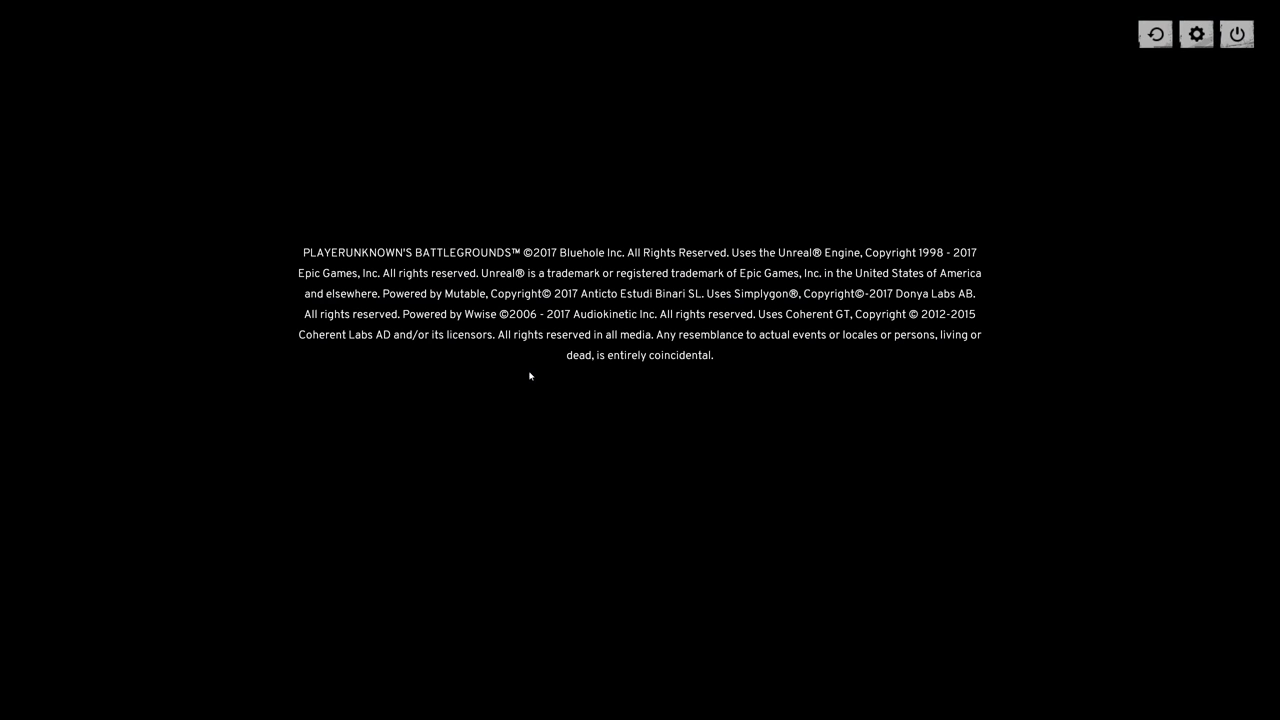 PLAYERUNKNOWN'S BATTLEGROUNDS™ ©2017 Bluehole Inc. All Rights Reserved. Uses the Unreal® Engine, Copyright 1998 - 2017
Epic Games, Inc. All rights reserved. Unreal® is a trademark or registered trademark of Epic Games, Inc. in the United States of America
and elsewhere. Powered by Mutable, Copyright© 2017 Anticto Estudi Binari SL. Uses Simplygon®, Copyright©-2017 Donya Labs AB.
All rights reserved. Powered by Wwise ©2006 - 2017 Audiokinetic Inc. All rights reserved. Uses Coherent GT, Copyright © 2012-2015
Coherent Labs AD and/or its licensors. All rights reserved in all media. Any resemblance to actual events or locales or persons, living or
dead, is entirely coincidental.